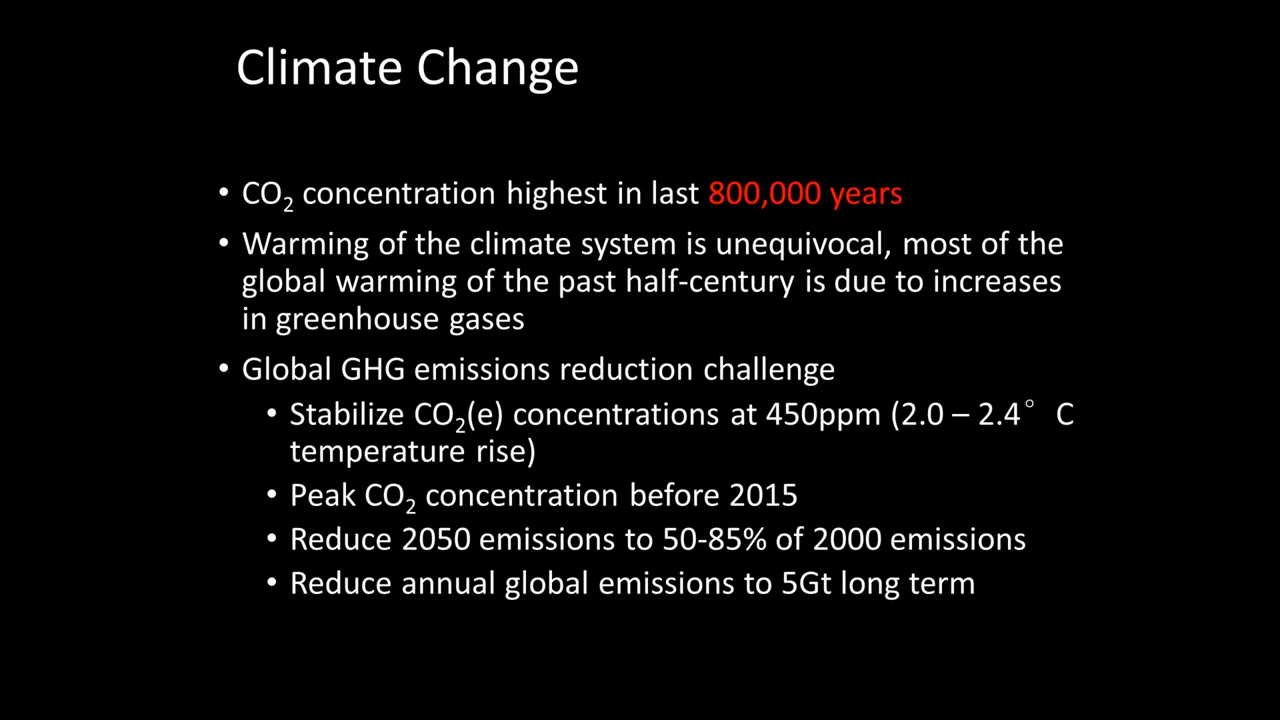 Climate Change
• CO₂ concentration highest in last 800,000 years
• Warming of the climate system is unequivocal, most of the
global warming of the past half-century is due to increases
in greenhouse gases
• Global GHG emissions reduction challenge
• Stabilize CO₂(e) concentrations at 450ppm (2.0 – 2.4° C
temperature rise)
• Peak CO₂ concentration before 2015
• Reduce 2050 emissions to 50-85% of 2000 emissions
• Reduce annual global emissions to 5Gt long term